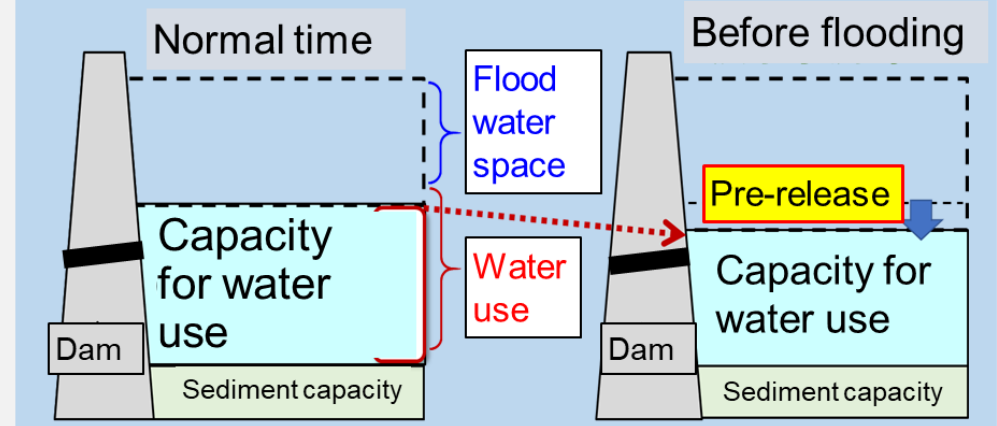 Normal time
Flood
water
space
Capacity
for water
use
Water
use
Dam
Sediment capacity
Before flooding
Pre-release
Capacity for
water use
Dam
Sediment capacity